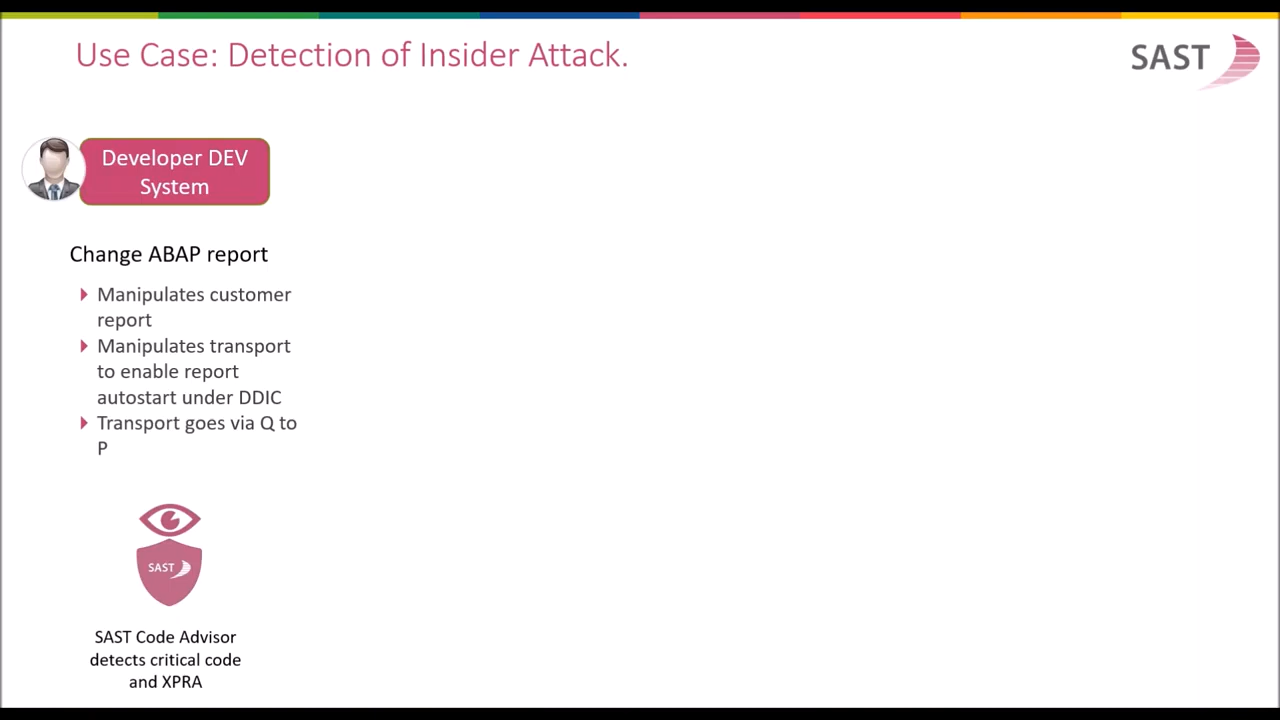 Use Case: Detection of Insider Attack.
SAST
Developer DEV
System
Change ABAP report
Manipulates customer
report
Manipulates transport
to enable report
autostart under DDIC
Transport goes via Q to
P
SAST
SAST Code Advisor
detects critical code
and XPRA